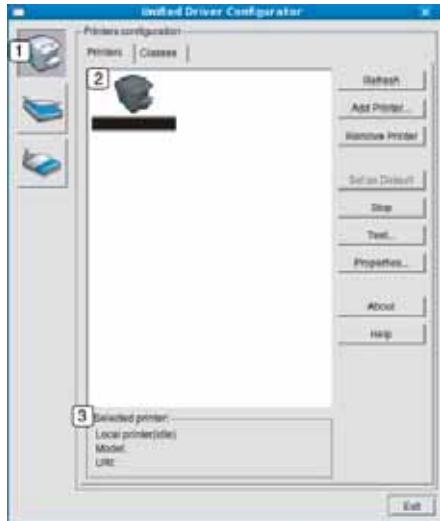 Unified Driver Configurator
Printers configuration
Printers Classes
1
2
Refresh
Add Printer...
Remove Printer
Set as Default
Stop
Test...
Properties...
About
Help
3
Selected printer:
Local printer(idle)
Model:
URI:
Exit